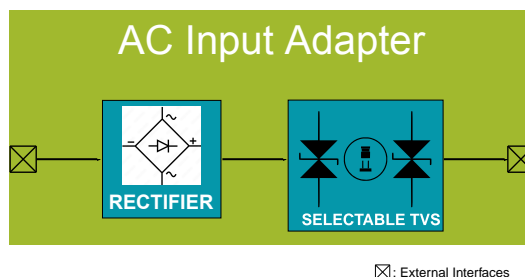 AC Input Adapter
RECTIFIER
SELECTABLE TVS
: External Interfaces